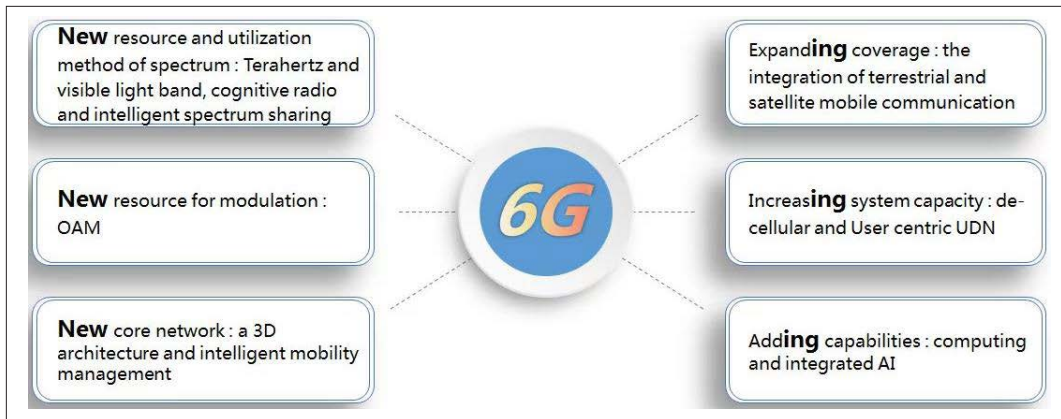 New resource and utilization
method of spectrum : Terahertz and
visible light band, cognitive radio
and intelligent spectrum sharing
New resource for modulation :
OAM
New core network : a 3D
architecture and intelligent mobility
management
6G
Expanding coverage : the
integration of terrestrial and
satellite mobile communication
Increasing system capacity : de-
cellular and User centric UDN
Adding capabilities : computing
and integrated AI